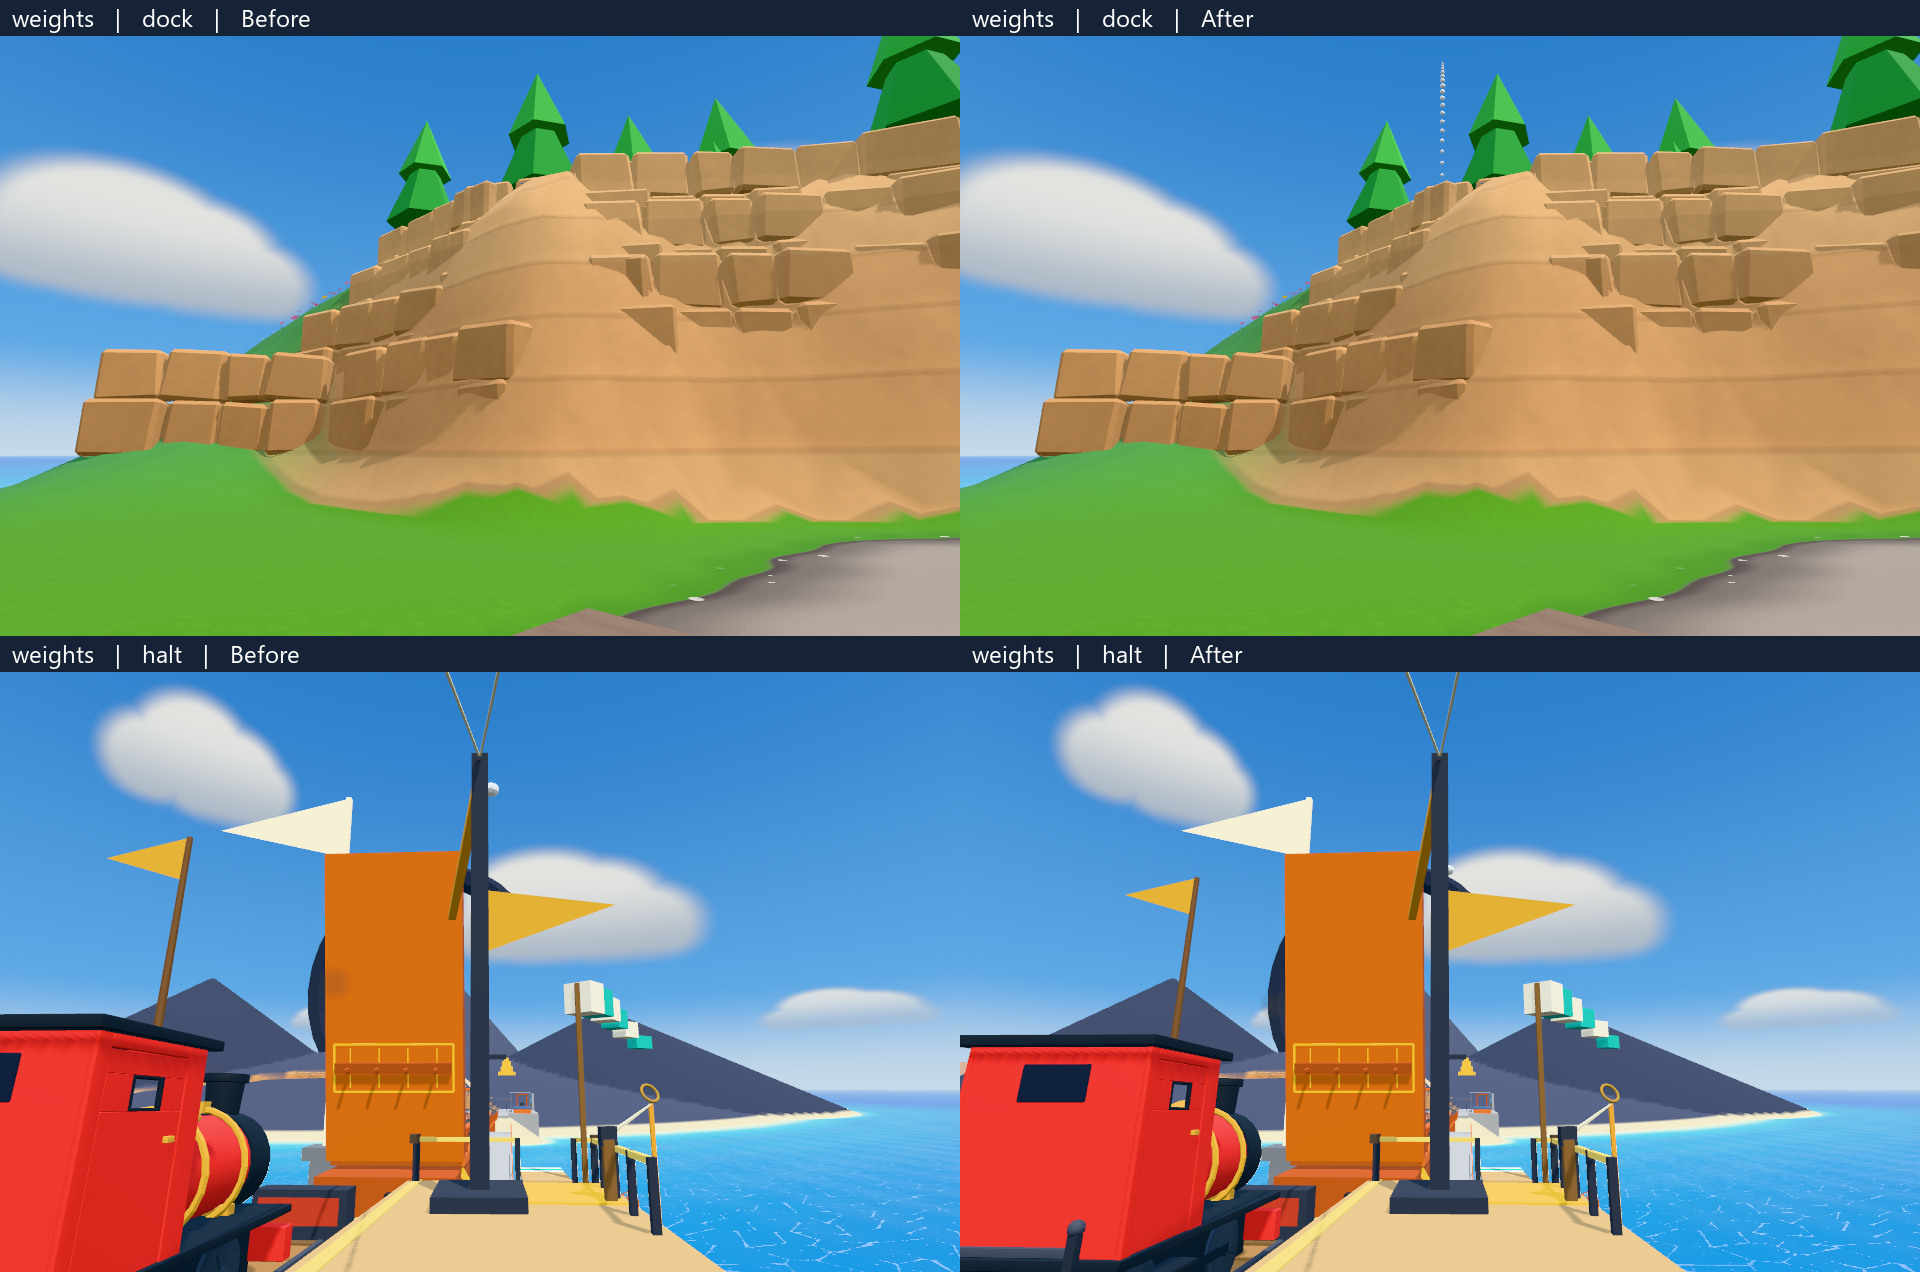 weights | dock | Before
weights | dock | After
weights | halt | Before
weights | halt | After